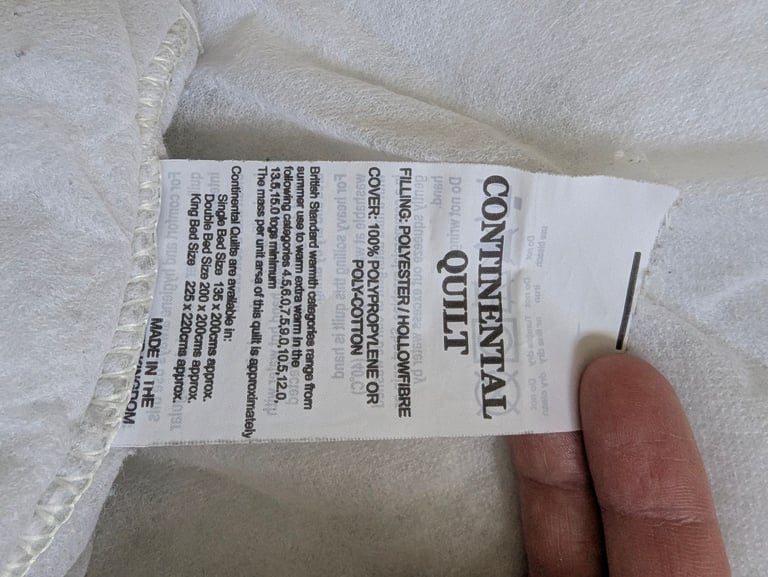 CONTINENTAL
QUILT
FILLING: POLYESTER / HOLLOWFIBRE
COVER: 100% POLYPROPYLENE OR
POLY-COTTON
British Standard warmth categories range from
summer use to warm extra warm in the
following categories 4.5,6.0,7.5,9.0,10.5,12.0,
13.5,15.0 togs minimum
The mass per unit area of this quilt is approximately
Continental Quilts are available in:
Single Bed Size 135 x 200cms approx.
Double Bed Size 200 x 200cms approx.
King Bed Size 225 x 220cms approx.
MADE IN THE